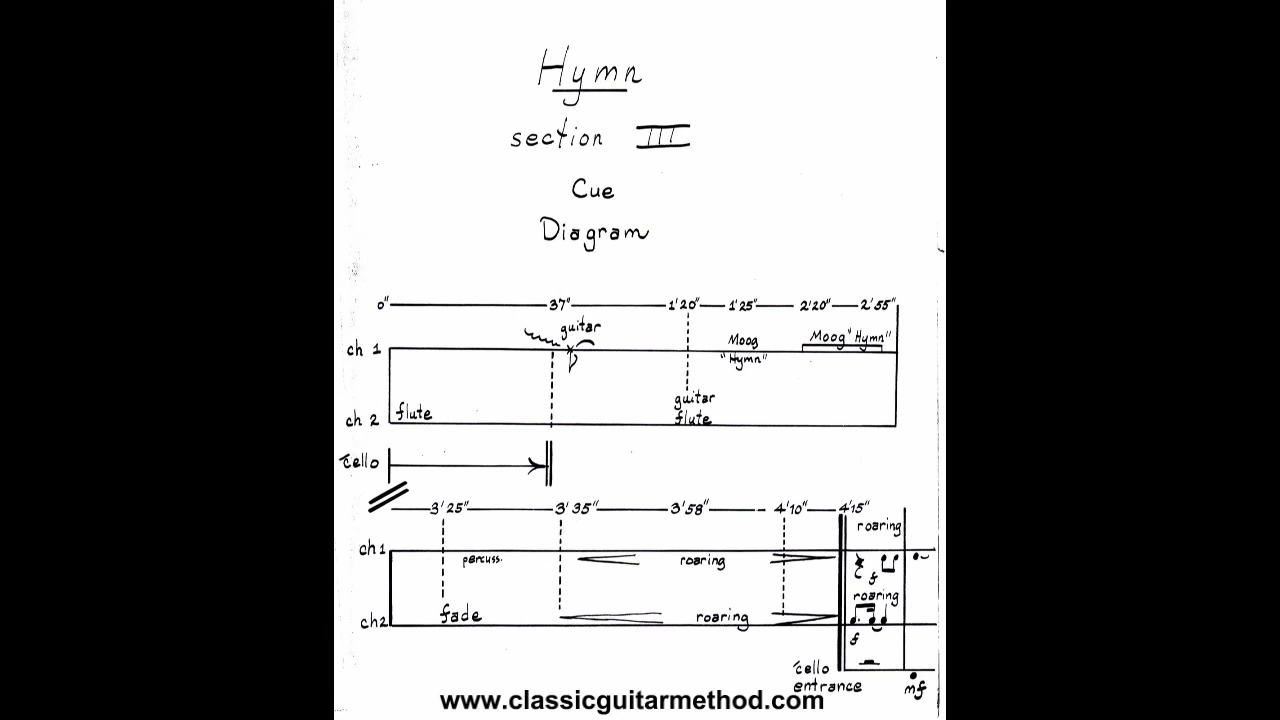 Hymn
section III
Cue
Diagram
0" 37" 1'20" 1'25" 2'20" 2'55"
guitar
ch 1 Moog Moog "Hymn"
"Hymn"
guitar
ch 2 flute flute
'cello
3'25" 3'35" 3'58" 4'10" 4'15"
roaring
ch1
percuss. roaring f
roaring
ch2 fade roaring
f
'cello
entrance mf
www.classicguitarmethod.com